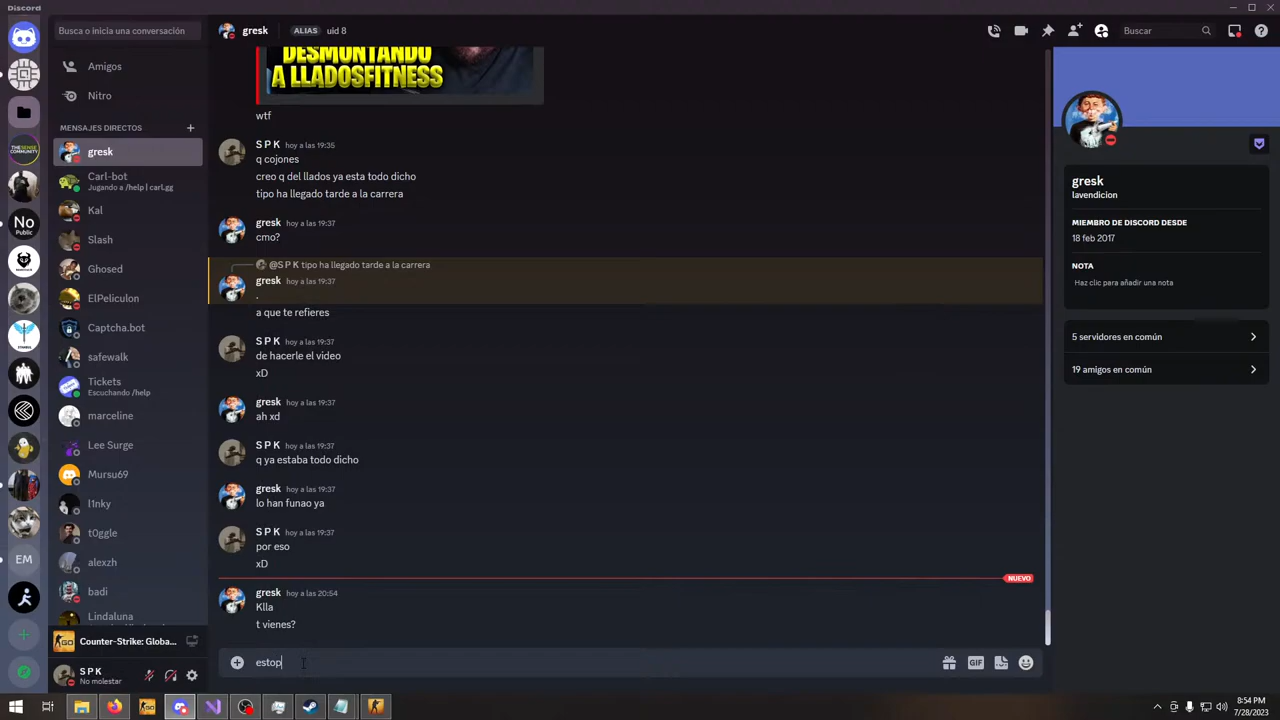 Discord
Busca o inicia una conversación
gresk
ALIAS
uid 8
Buscar
Amigos
Nitro
MENSAJES DIRECTOS
gresk
Carl-bot
Jugando a /help | carl.gg
Kal
Slash
Ghosed
ElPeliculon
Captcha.bot
safewalk
Tickets
Escuchando /help
marceline
Lee Surge
Mursu69
l1nky
t0ggle
alexzh
badi
Lindaluna
Counter-Strike: Globa...
S P K
No molestar
THESENSE
COMMUNITY
No
Public
EM
DESMONTANDO
A LLADOSFITNESS
wtf
S P K hoy a las 19:35
q cojones
creo q del llados ya esta todo dicho
tipo ha llegado tarde a la carrera
gresk hoy a las 19:37
cmo?
@S P K tipo ha llegado tarde a la carrera
gresk hoy a las 19:37
.
a que te refieres
S P K hoy a las 19:37
de hacerle el video
xD
gresk hoy a las 19:37
ah xd
S P K hoy a las 19:37
q ya estaba todo dicho
gresk hoy a las 19:37
lo han funao ya
S P K hoy a las 19:37
por eso
xD
NUEVO
gresk hoy a las 20:54
Klla
t vienes?
estop
GIF
gresk
lavendicion
MIEMBRO DE DISCORD DESDE
18 feb 2017
NOTA
Haz clic para añadir una nota
5 servidores en común
19 amigos en común
8:54 PM
7/28/2023